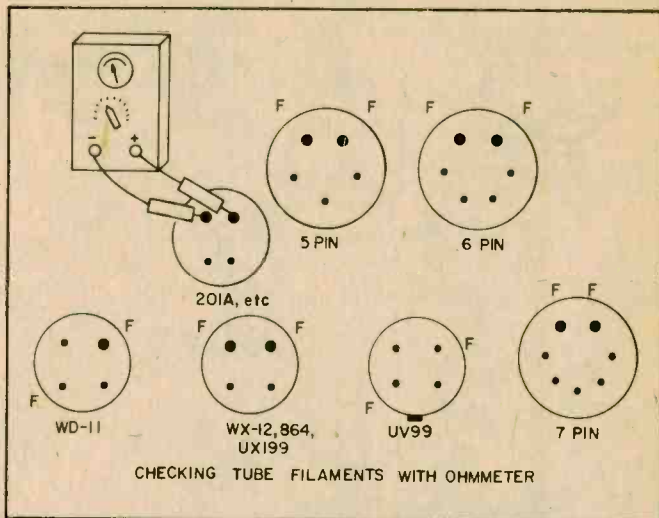 - +
201A, etc
F F
5 PIN
F F
6 PIN
F
F
WD-11
F F
WX-12, 864,
UX199
F
F
UV99
F F
7 PIN
CHECKING TUBE FILAMENTS WITH OHMMETER